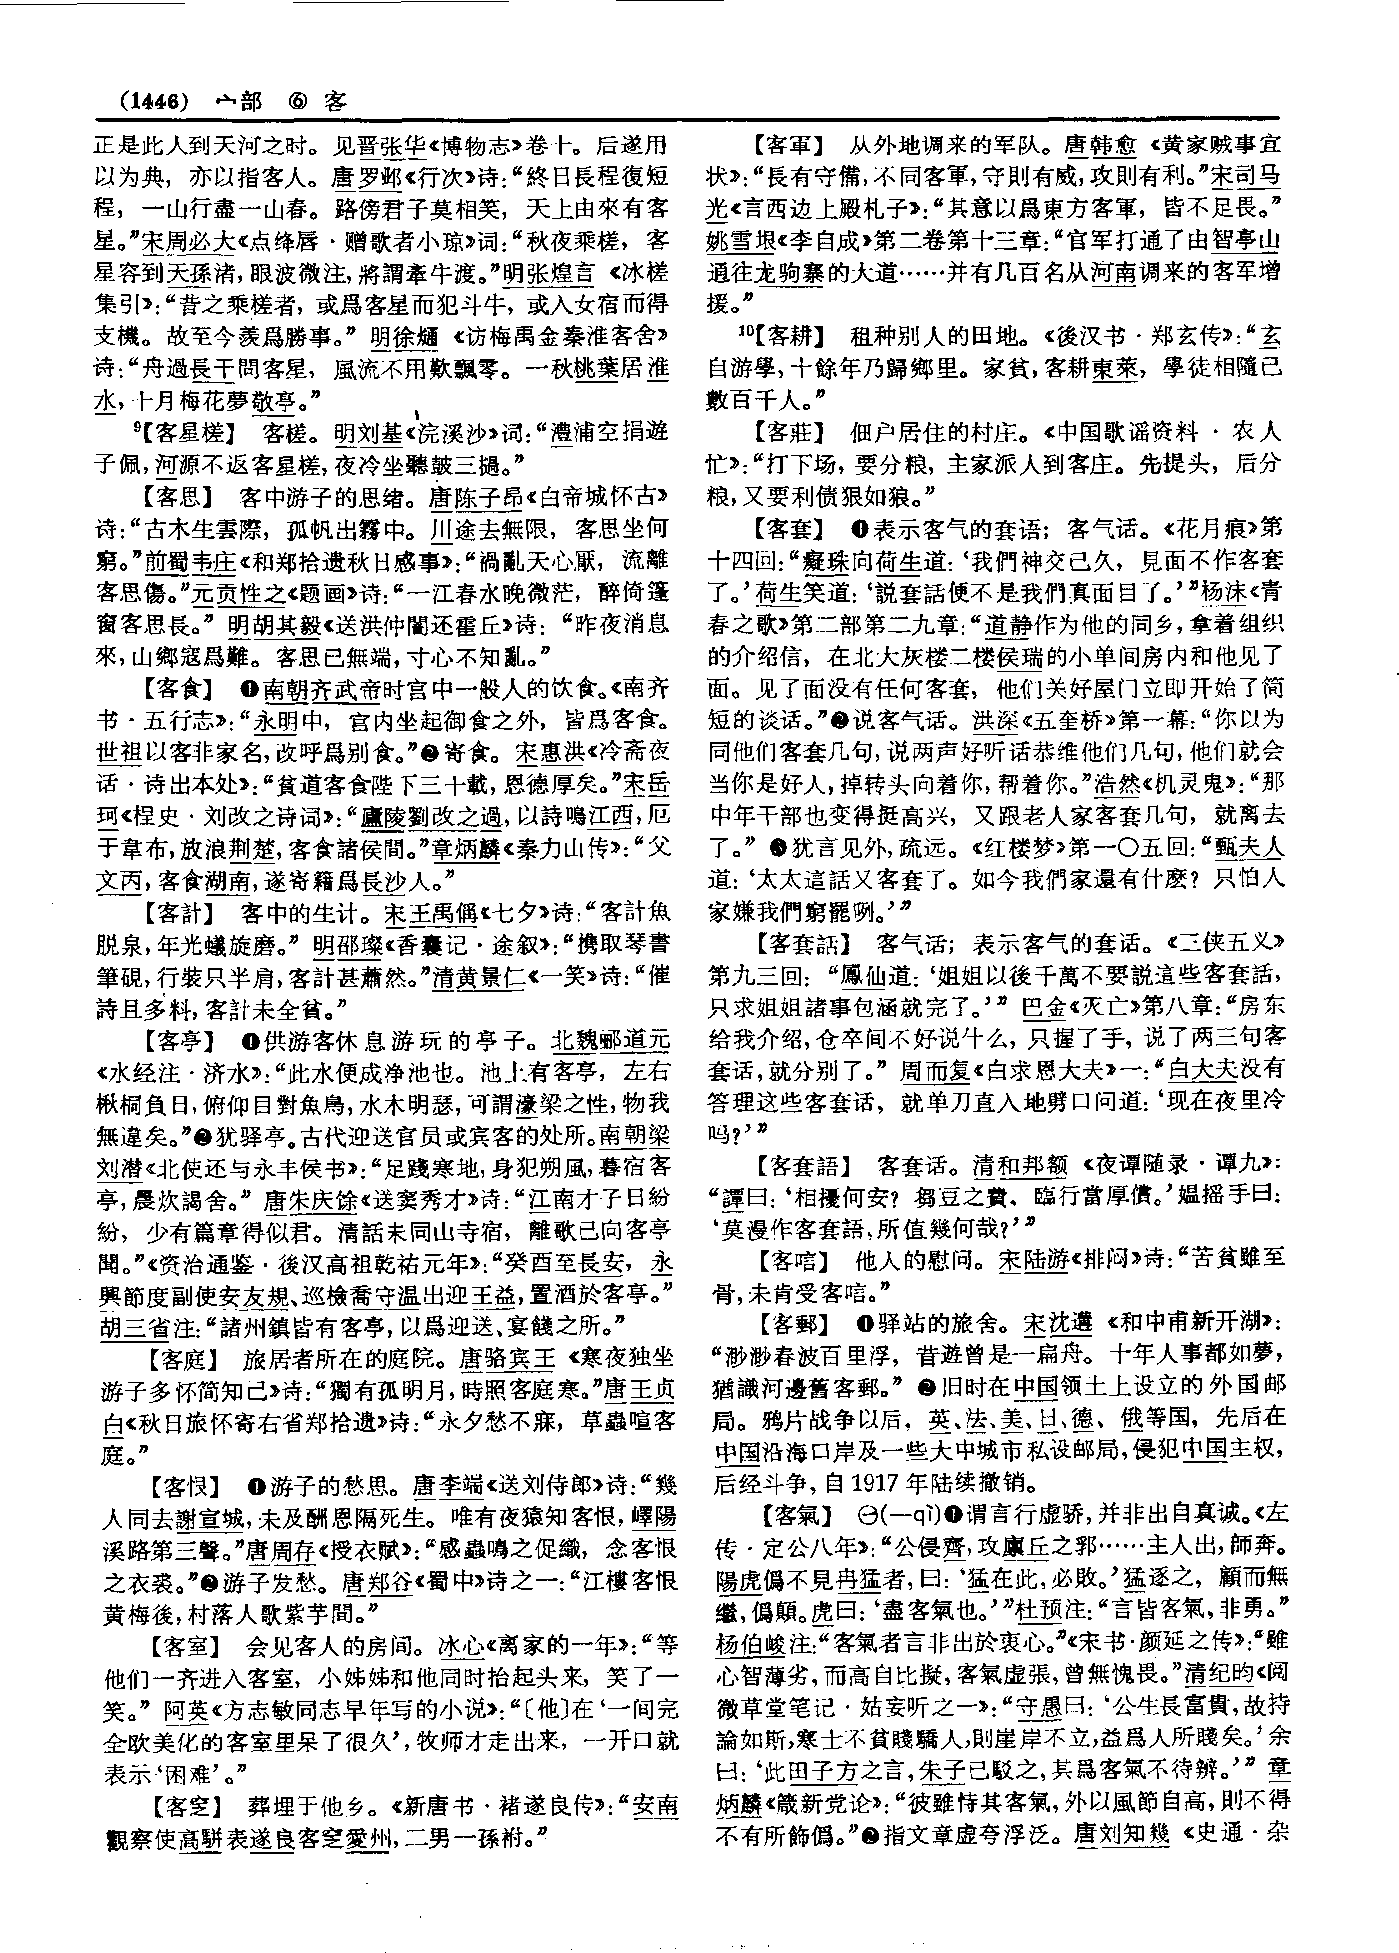 (1446) 宀部 ⑥ 客
正是此人到天河之时。见晋张华《博物志》卷十。后遂用
以为典，亦以指客人。唐罗邺《行次》诗：“終日長程復短
程，一山行盡一山春。路傍君子莫相笑，天上由來有客
星。”宋周必大《点绛唇·赠歌者小琼》词：“秋夜乘槎，客
星容到天孫渚，眼波微注，將謂牽牛渡。”明张煌言《冰槎
集引》：“昔之乘槎者，或爲客星而犯斗牛，或入女宿而得
支機。故至今羨爲勝事。”明徐𤊹《访梅禹金秦淮客舍》
诗：“舟過長干問客星，風流不用歎飄零。一秋桃葉居淮
水，十月梅花夢敬亭。”
⁹【客星槎】 客槎。明刘基《浣溪沙》词：“澧浦空捐遊
子佩，河源不返客星槎，夜冷坐聽鼓三撾。”
【客思】 客中游子的思绪。唐陈子昂《白帝城怀古》
诗：“古木生雲際，孤帆出霧中。川途去無限，客思坐何
窮。”前蜀韦庄《和郑拾遗秋日感事》：“禍亂天心厭，流離
客思傷。”元贡性之《题画》诗：“一江春水晚微茫，醉倚篷
窗客思長。”明胡其毅《送洪仲闇还霍丘》诗：“昨夜消息
來，山鄉寇爲難。客思已無端，寸心不知亂。”
【客食】 ❶南朝齐武帝时宫中一般人的饮食。《南齐
书·五行志》：“永明中，宮内坐起御食之外，皆爲客食。
世祖以客非家名，改呼爲别食。”❷寄食。宋惠洪《冷斋夜
话·诗出本处》：“貧道客食陛下三十載，恩德厚矣。”宋岳
珂《桯史·刘改之诗词》：“廬陵劉改之過，以詩鳴江西，厄
于韋布，放浪荆楚，客食諸侯間。”章炳麟《秦力山传》：“父
文丙，客食湖南，遂寄籍爲長沙人。”
【客計】 客中的生计。宋王禹偁《七夕》诗：“客計魚
脱泉，年光蟻旋磨。”明邵璨《香囊记·途叙》：“携取琴書
筆硯，行裝只半肩，客計甚蕭然。”清黄景仁《一笑》诗：“催
詩且多料，客計未全貧。”
【客亭】 ❶供游客休息游玩的亭子。北魏郦道元
《水经注·济水》：“此水便成净池也。池上有客亭，左右
楸桐負日，俯仰目對魚鳥，水木明瑟，可謂濠梁之性，物我
無違矣。”❷犹驿亭。古代迎送官员或宾客的处所。南朝梁
刘潜《北使还与永丰侯书》：“足踐寒地，身犯朔風，暮宿客
亭，晨炊謁舍。”唐朱庆馀《送窦秀才》诗：“江南才子日紛
紛，少有篇章得似君。清話未同山寺宿，離歌已向客亭
聞。”《资治通鉴·後汉高祖乾祐元年》：“癸酉至長安，永
興節度副使安友規、巡檢喬守温出迎王益，置酒於客亭。”
胡三省注：“諸州鎮皆有客亭，以爲迎送、宴餞之所。”
【客庭】 旅居者所在的庭院。唐骆宾王《寒夜独坐
游子多怀简知己》诗：“獨有孤明月，時照客庭寒。”唐王贞
白《秋日旅怀寄右省郑拾遗》诗：“永夕愁不寐，草蟲喧客
庭。”
【客恨】 ❶游子的愁思。唐李端《送刘侍郎》诗：“幾
人同去謝宣城，未及酬恩隔死生。唯有夜猿知客恨，嶧陽
溪路第三聲。”唐周存《授衣赋》：“感蟲鳴之促織，念客恨
之衣裘。”❷游子发愁。唐郑谷《蜀中》诗之一：“江樓客恨
黄梅後，村落人歌紫芋間。”
【客室】 会见客人的房间。冰心《离家的一年》：“等
他们一齐进入客室，小姊姊和他同时抬起头来，笑了一
笑。”阿英《方志敏同志早年写的小说》：“〔他〕在‘一间完
全欧美化的客室里呆了很久’，牧师才走出来，一开口就
表示‘困难’。”
【客窆】 葬埋于他乡。《新唐书·褚遂良传》：“安南
觀察使高駢表遂良客窆愛州，二男一孫祔。”
【客軍】 从外地调来的军队。唐韩愈《黄家贼事宜
状》：“長有守備，不同客軍，守則有威，攻則有利。”宋司马
光《言西边上殿札子》：“其意以爲東方客軍，皆不足畏。”
姚雪垠《李自成》第二卷第十三章：“官军打通了由智亭山
通往龙驹寨的大道……并有几百名从河南调来的客军增
援。”
¹⁰【客耕】 租种别人的田地。《後汉书·郑玄传》：“玄
自游學，十餘年乃歸鄉里。家貧，客耕東萊，學徒相隨已
數百千人。”
【客莊】 佃户居住的村庄。《中国歌谣资料·农人
忙》：“打下场，要分粮，主家派人到客庄。先提头，后分
粮，又要利债狠如狼。”
【客套】 ❶表示客气的套语；客气话。《花月痕》第
十四回：“癡珠向荷生道：‘我們神交已久，見面不作客套
了。’荷生笑道：‘説套話便不是我們真面目了。’”杨沫《青
春之歌》第二部第二九章：“道静作为他的同乡，拿着组织
的介绍信，在北大灰楼二楼侯瑞的小单间房内和他见了
面。见了面没有任何客套，他们关好屋门立即开始了简
短的谈话。”❷说客气话。洪深《五奎桥》第一幕：“你以为
同他们客套几句，说两声好听话恭维他们几句，他们就会
当你是好人，掉转头向着你，帮着你。”浩然《机灵鬼》：“那
中年干部也变得挺高兴，又跟老人家客套几句，就离去
了。”❸犹言见外，疏远。《红楼梦》第一〇五回：“甄夫人
道：‘太太這話又客套了。如今我們家還有什麽？只怕人
家嫌我們窮罷咧。’”
【客套話】 客气话；表示客气的套话。《三侠五义》
第九三回：“鳳仙道：‘姐姐以後千萬不要説這些客套話，
只求姐姐諸事包涵就完了。’”巴金《灭亡》第八章：“房东
给我介绍，仓卒间不好说什么，只握了手，说了两三句客
套话，就分别了。”周而复《白求恩大夫》一：“白大夫没有
答理这些客套话，就单刀直入地劈口问道：‘现在夜里冷
吗？’”
【客套語】 客套话。清和邦额《夜谭随录·谭九》：
“譚曰：‘相擾何安？芻豆之費、臨行當厚償。’媪摇手曰：
‘莫漫作客套語，所值幾何哉？’”
【客唁】 他人的慰问。宋陆游《排闷》诗：“苦貧雖至
骨，未肯受客唁。”
【客郵】 ❶驿站的旅舍。宋沈遘《和中甫新开湖》：
“渺渺春波百里浮，昔遊曾是一扁舟。十年人事都如夢，
猶識河邊舊客郵。”❷旧时在中国领土上设立的外国邮
局。鸦片战争以后，英、法、美、日、德、俄等国，先后在
中国沿海口岸及一些大中城市私设邮局，侵犯中国主权，
后经斗争，自1917年陆续撤销。
【客氣】 ㊀(—qì)❶谓言行虚骄，并非出自真诚。《左
传·定公八年》：“公侵齊，攻廪丘之郛……主人出，師奔。
陽虎僞不見冉猛者，曰：‘猛在此，必敗。’猛逐之，顧而無
繼，僞顛。虎曰：‘盡客氣也。’”杜预注：“言皆客氣，非勇。”
杨伯峻注：“客氣者言非出於衷心。”《宋书·颜延之传》：“雖
心智薄劣，而高自比擬，客氣虚張，曾無愧畏。”清纪昀《阅
微草堂笔记·姑妄听之一》：“守愚曰：‘公生長富貴，故持
論如斯，寒士不貧賤驕人，則崖岸不立，益爲人所賤矣。’余
曰：‘此田子方之言，朱子已駁之，其爲客氣不待辨。’”章
炳麟《箴新党论》：“彼雖恃其客氣，外以風節自高，則不得
不有所飾僞。”❷指文章虚夸浮泛。唐刘知幾《史通·杂